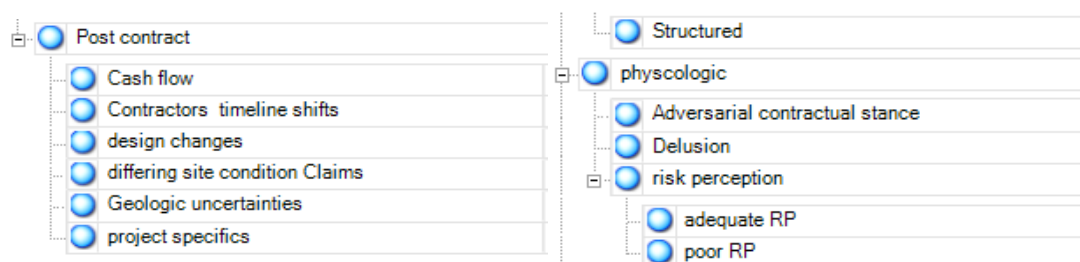 Post contract
Cash flow
Contractors timeline shifts
design changes
differing site condition Claims
Geologic uncertainties
project specifics
Structured
physcologic
Adversarial contractual stance
Delusion
risk perception
adequate RP
poor RP